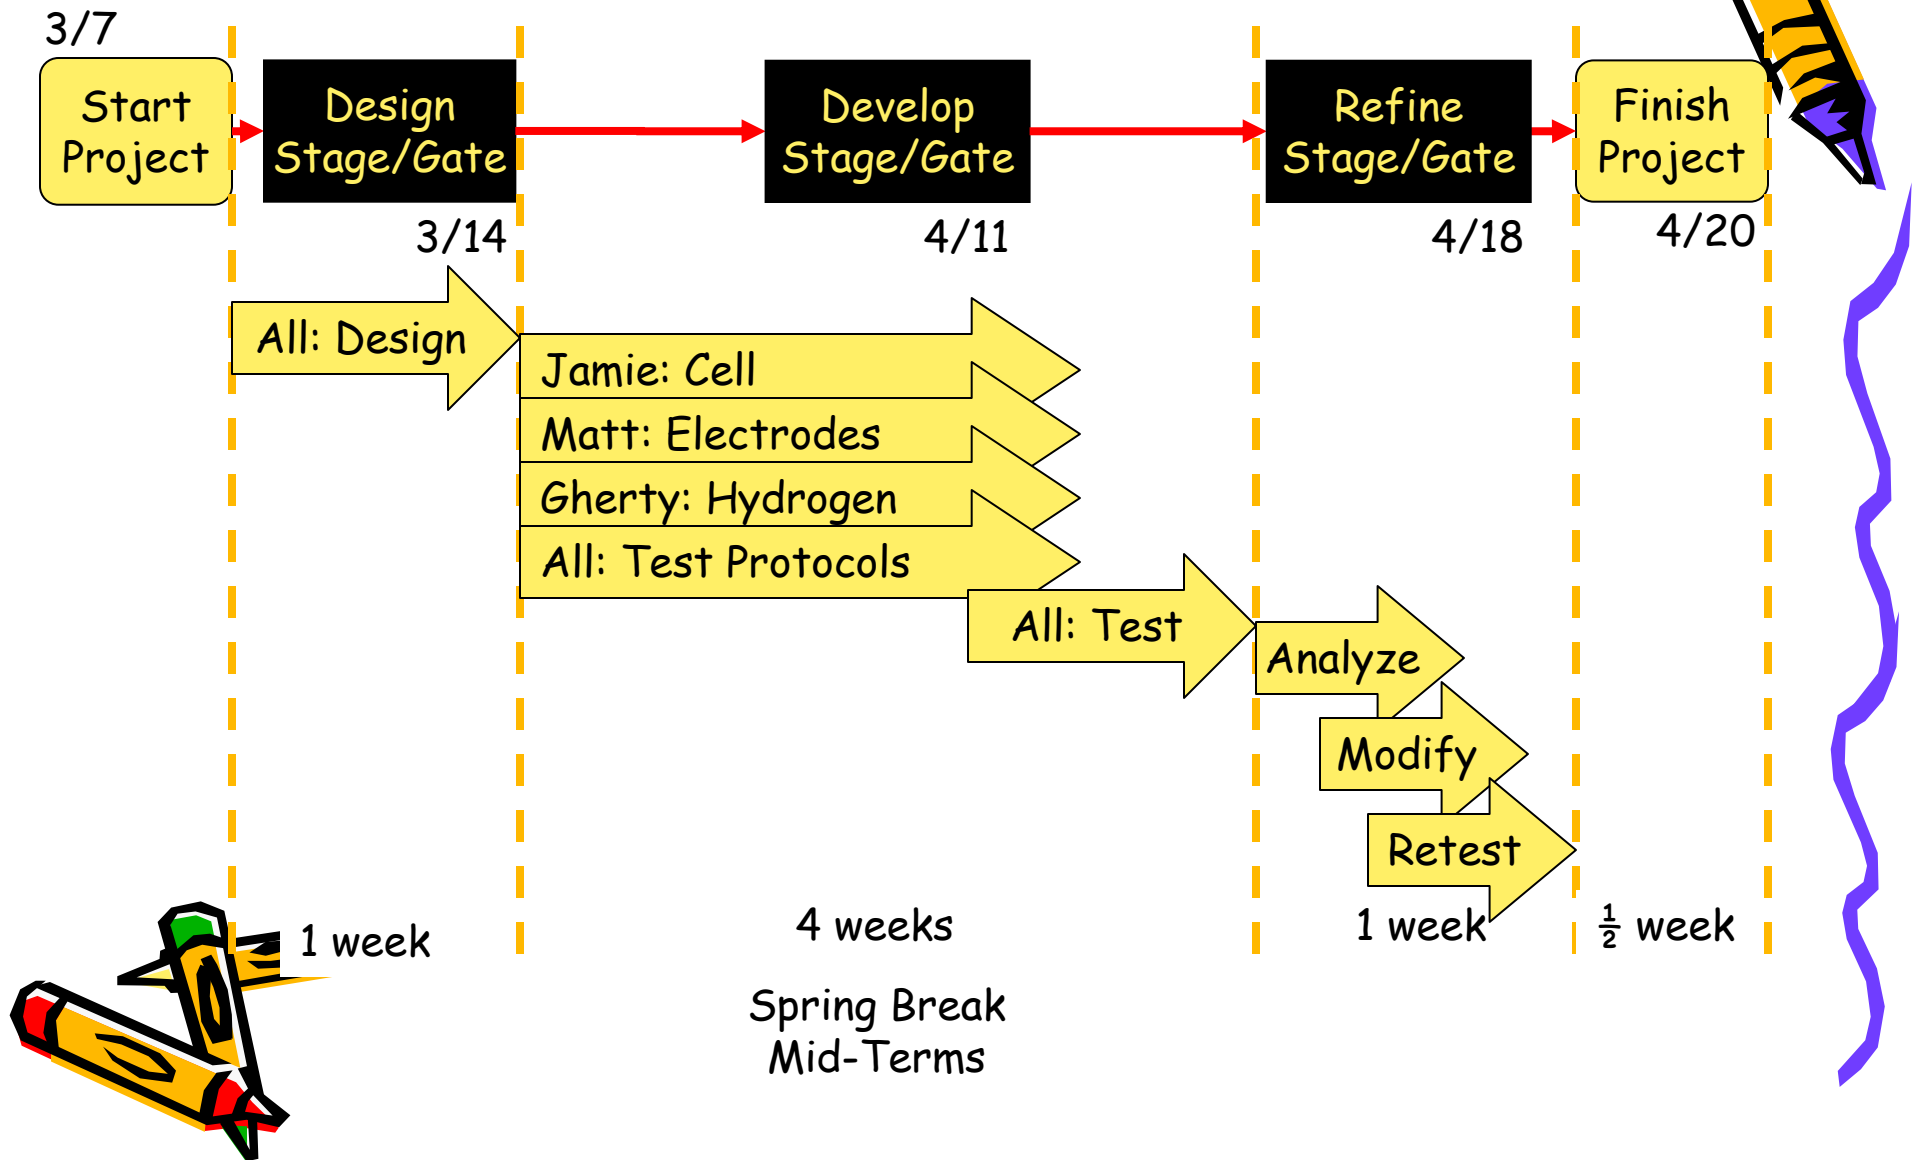 3/7
Start
Project
Design
Stage/Gate
Develop
Stage/Gate
Refine
Stage/Gate
Finish
Project
3/14
4/11
4/18
4/20
All: Design
Jamie: Cell
Matt: Electrodes
Gherty: Hydrogen
All: Test Protocols
All: Test
Analyze
Modify
Retest
1 week
4 weeks
1 week
½ week
Spring Break
Mid-Terms